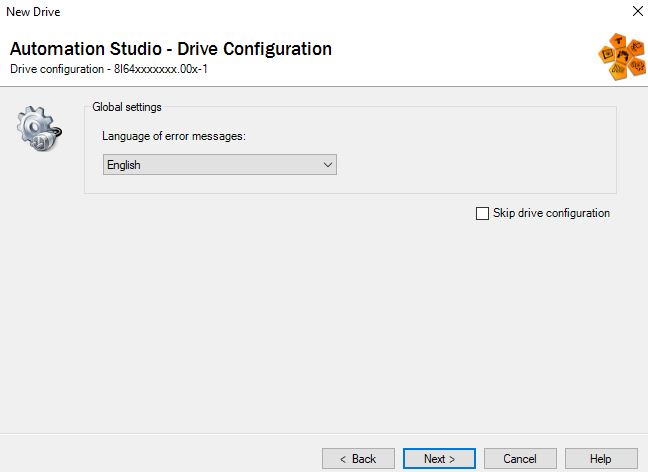 New Drive
Automation Studio - Drive Configuration
Drive configuration - 8I64xxxxxxx.00x-1
Global settings
Language of error messages:
English
Skip drive configuration
< Back
Next >
Cancel
Help